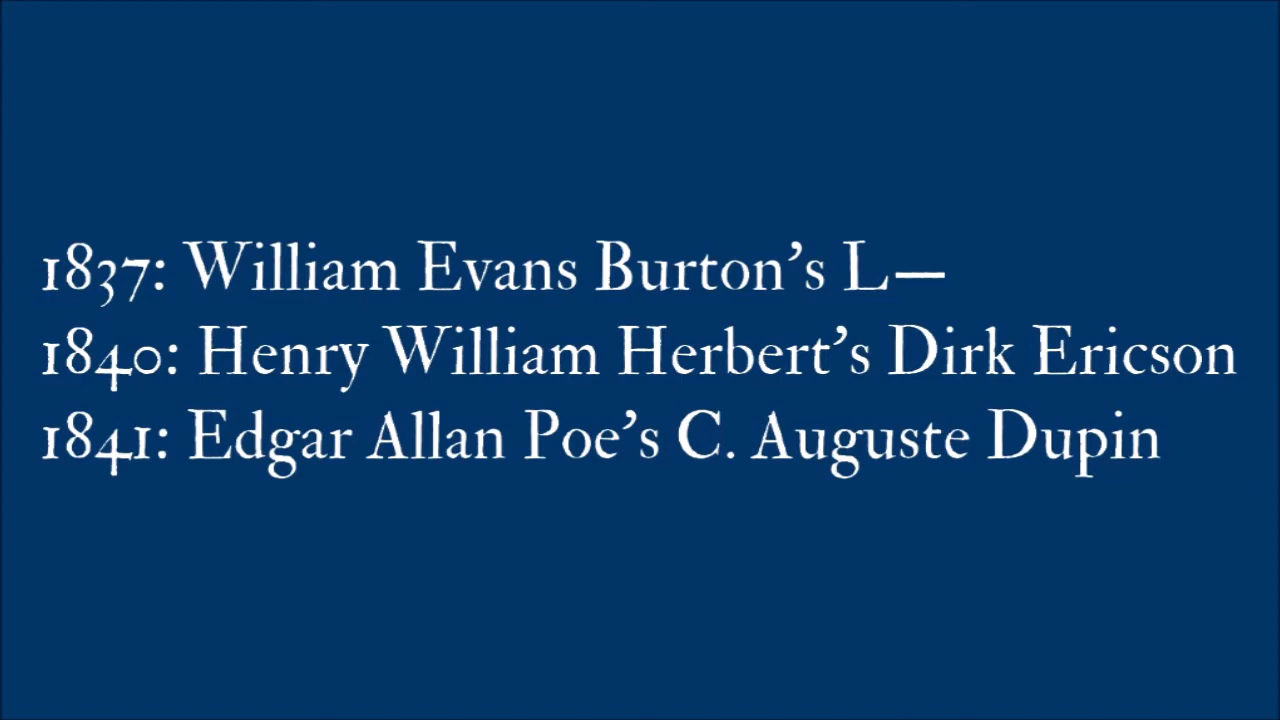 1837: William Evans Burton’s L—
1840: Henry William Herbert’s Dirk Ericson
1841: Edgar Allan Poe’s C. Auguste Dupin